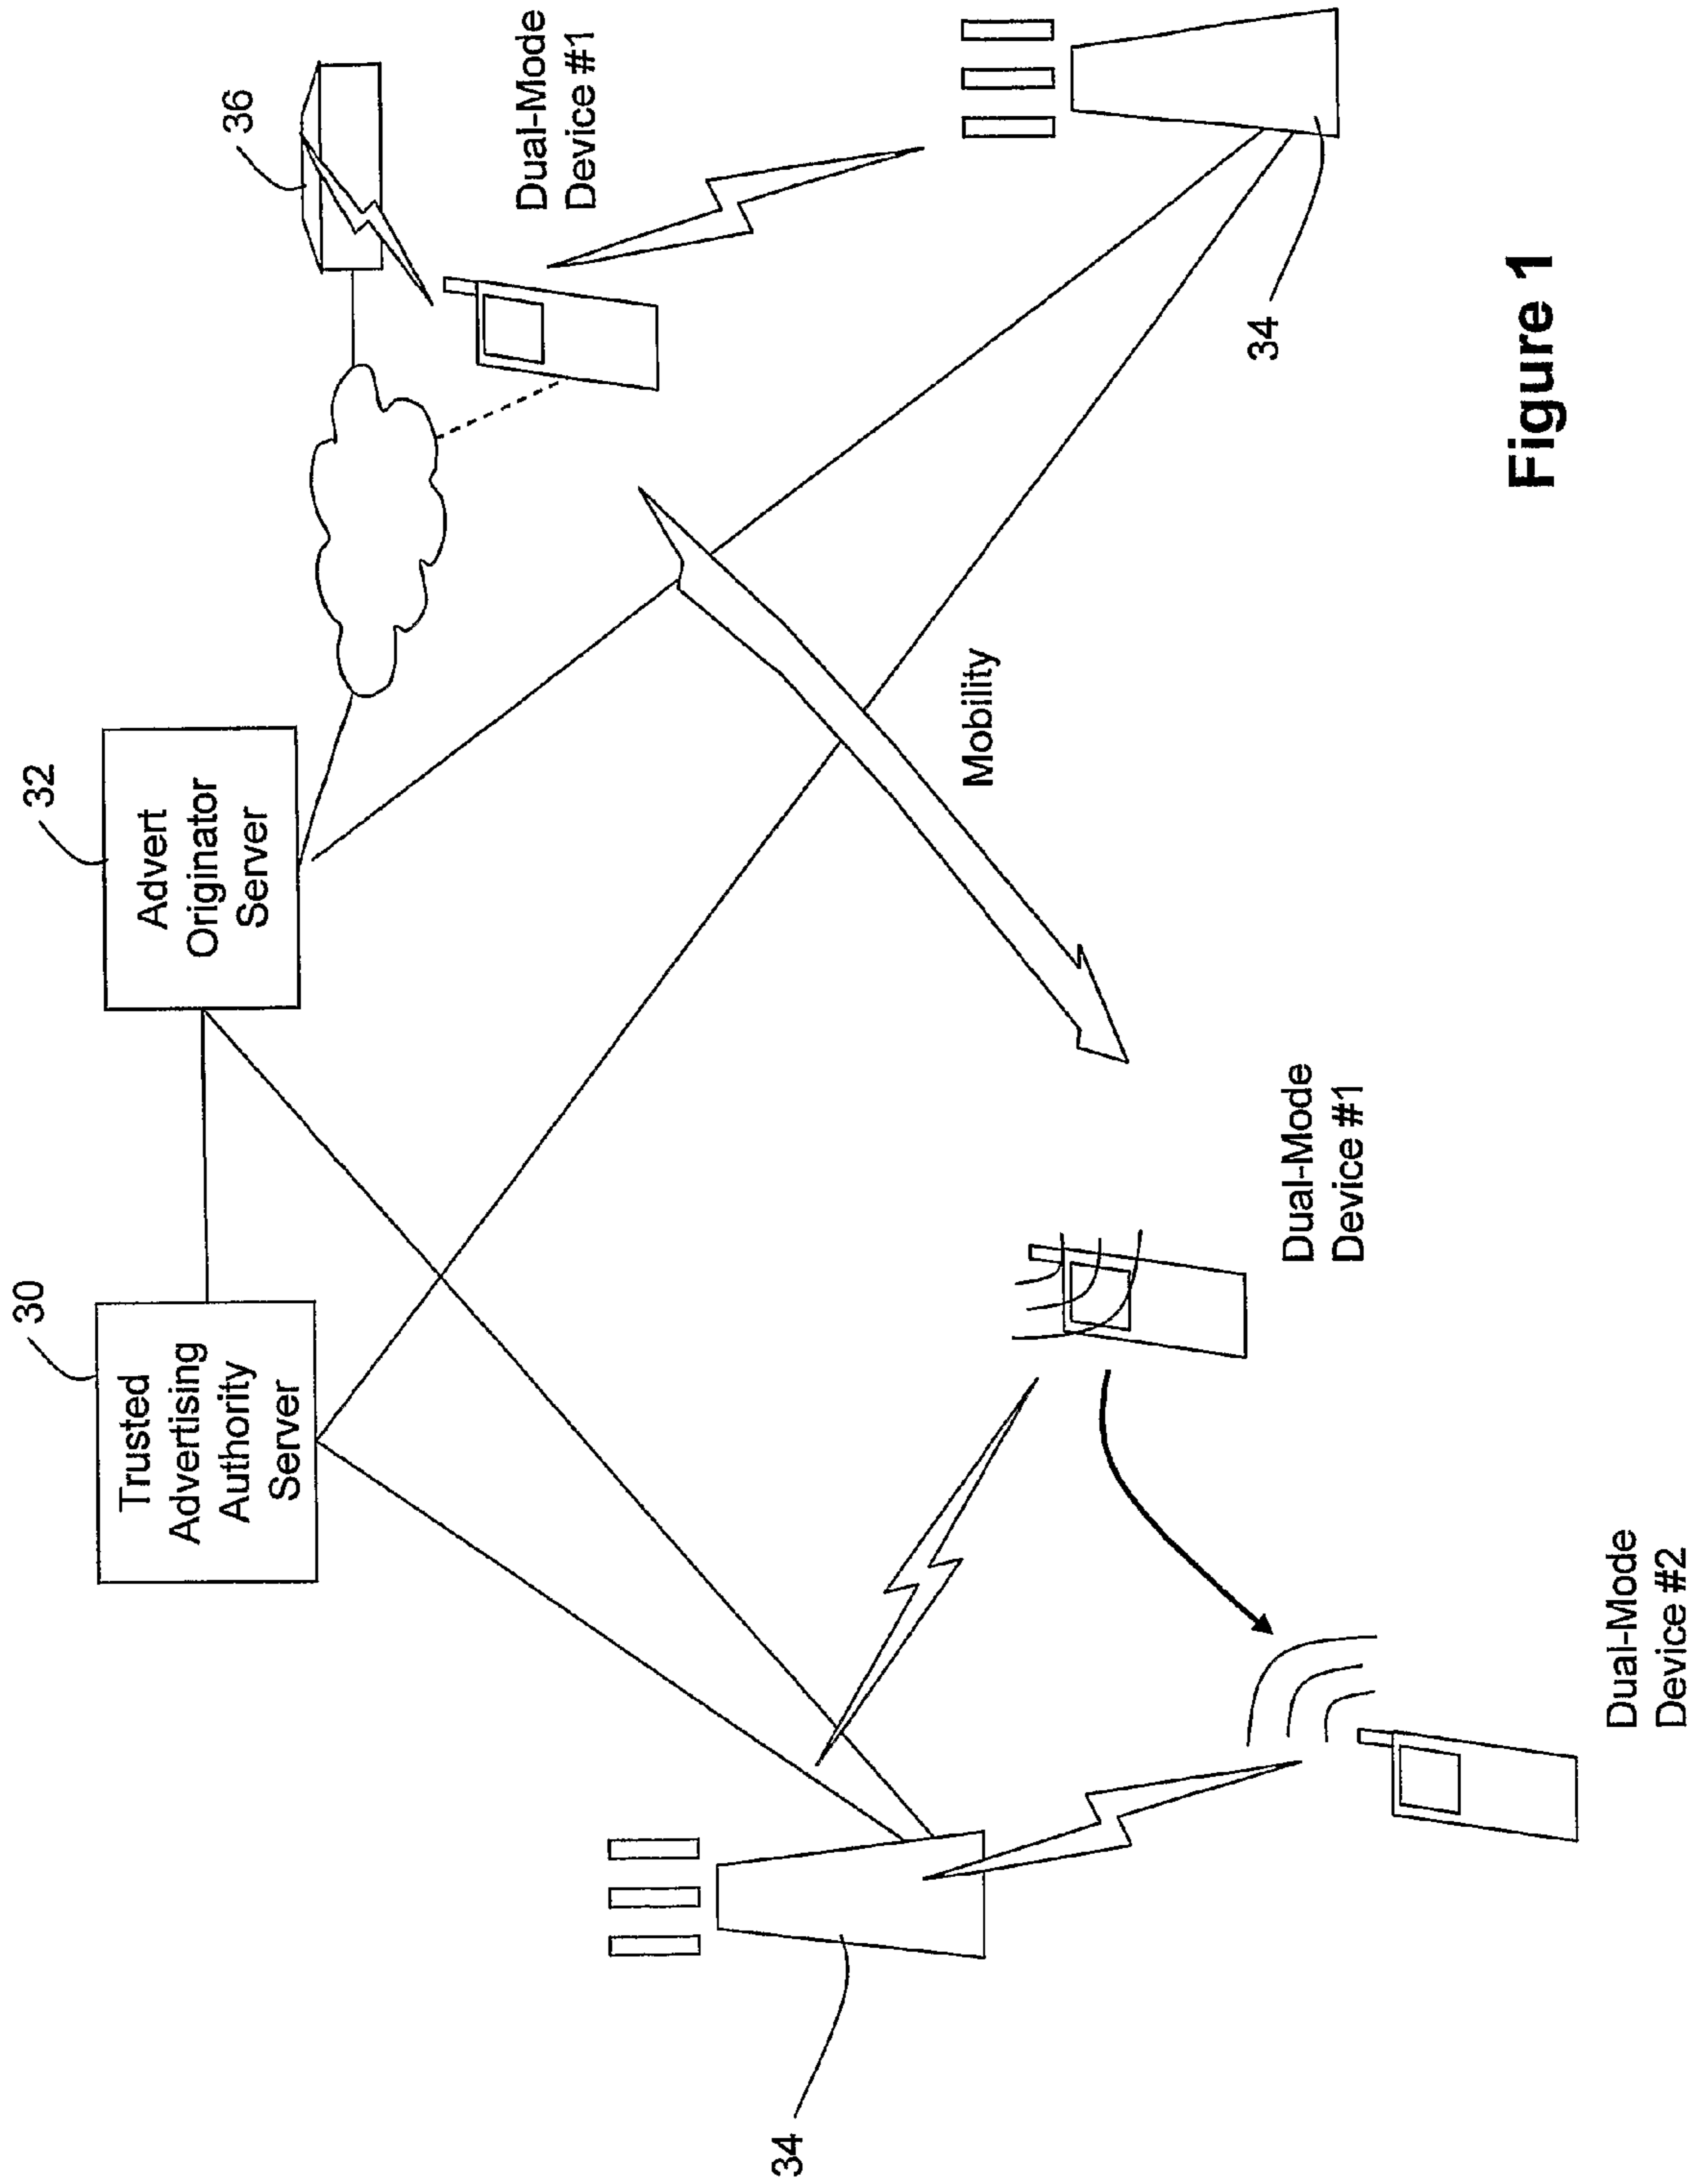 30
32
Trusted
Advertising
Authority
Server
Advert
Originator
Server
36
Dual-Mode
Device #1
34
Mobility
34
Dual-Mode
Device #1
Figure 1
Dual-Mode
Device #2